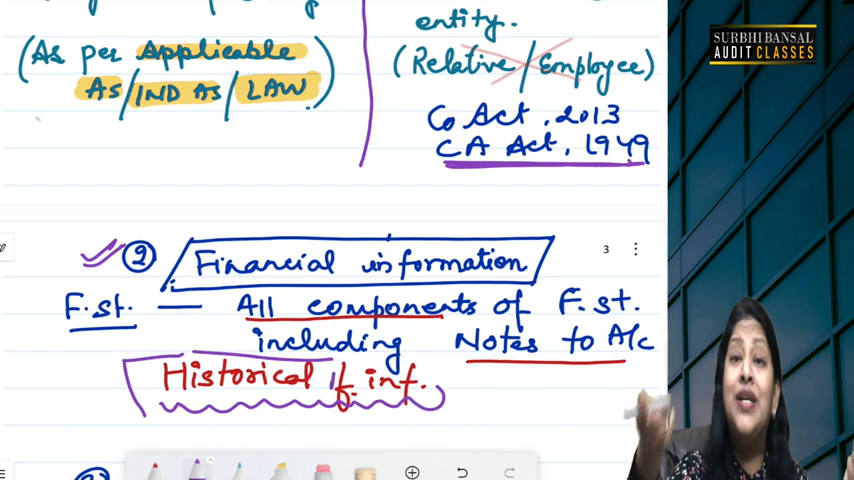 entity.
(As per Applicable
AS/IND AS/LAW)
(Relative/Employee)
Co Act, 2013
CA Act, 1949
SURBHI BANSAL
AUDIT CLASSES
② Financial information
3
F.st. — All components of F.st.
including Notes to A/c
Historical f. inf.